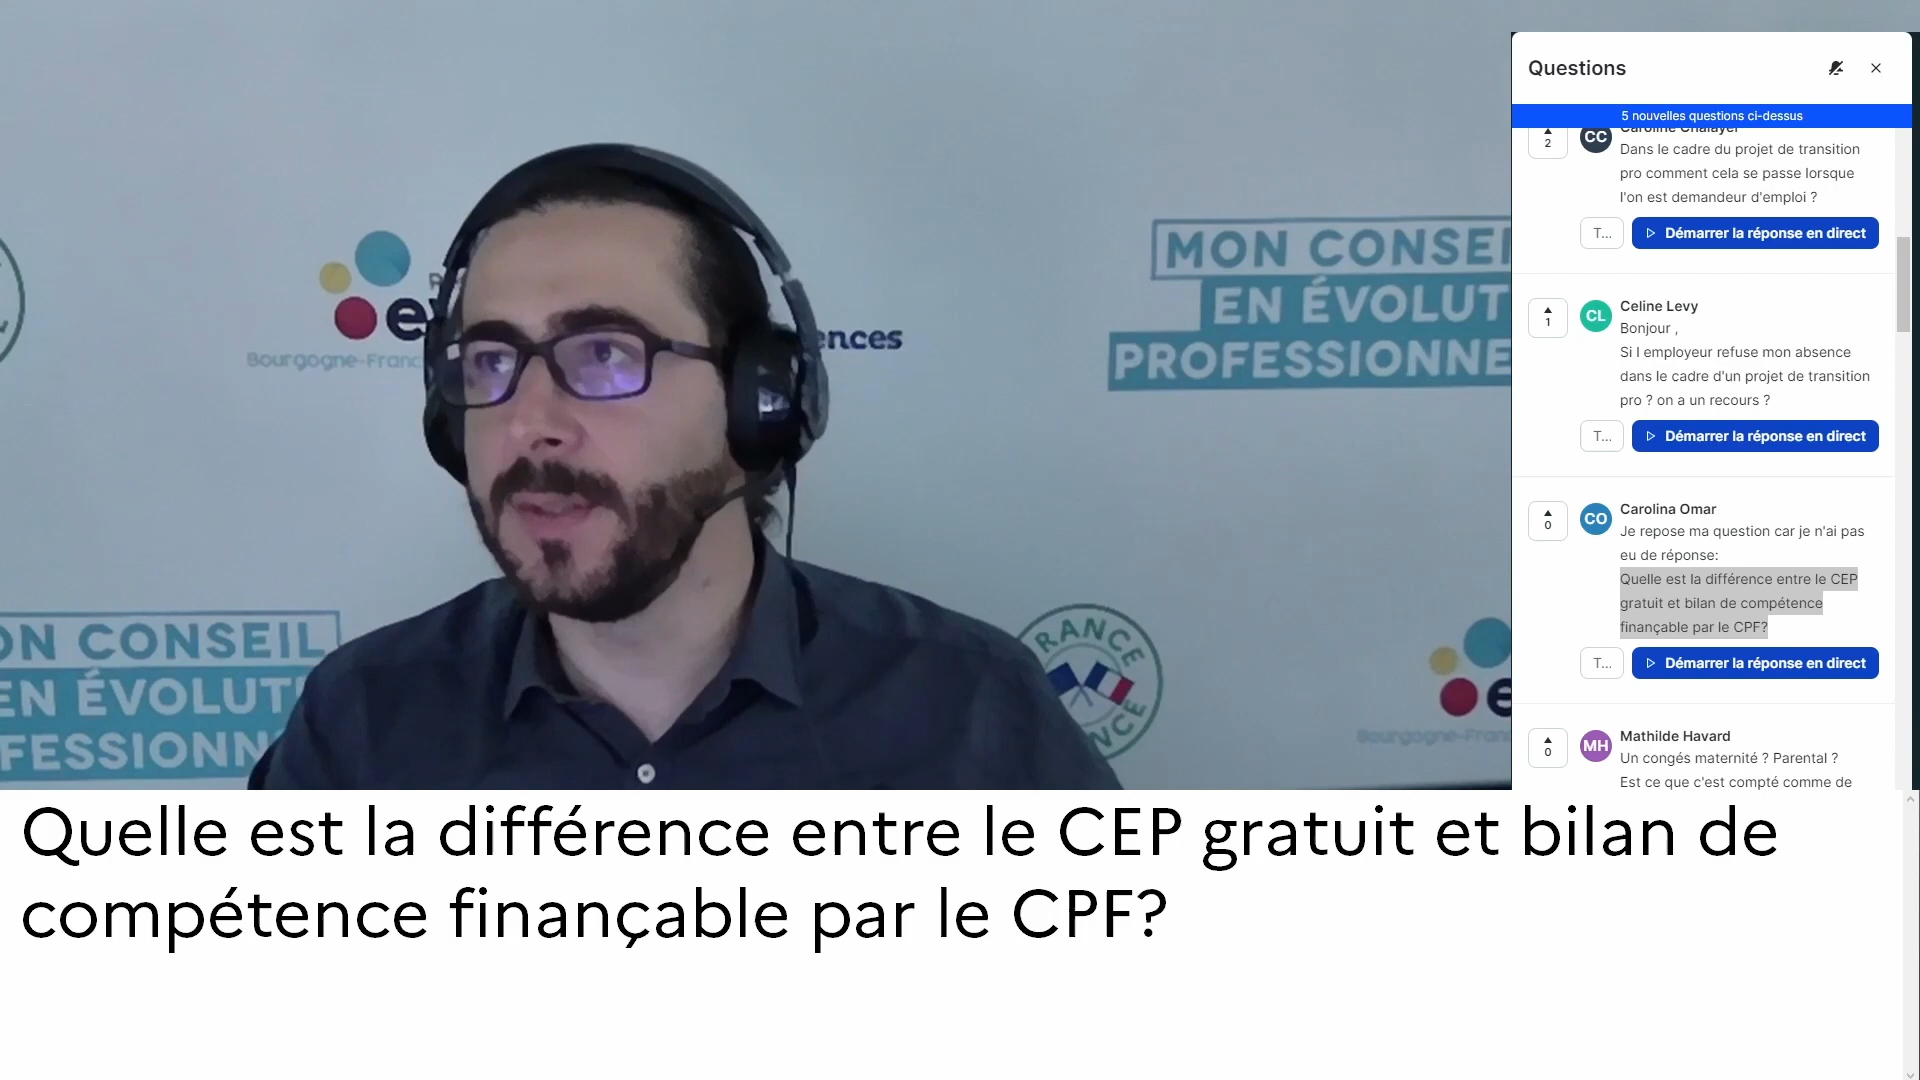 Questions
5 nouvelles questions ci-dessus
2
CC
Caroline Chalayer
Dans le cadre du projet de transition
pro comment cela se passe lorsque
l'on est demandeur d'emploi ?
T...
Démarrer la réponse en direct
1
CL
Celine Levy
Bonjour ,
Si l employeur refuse mon absence
dans le cadre d'un projet de transition
pro ? on a un recours ?
T...
Démarrer la réponse en direct
0
CO
Carolina Omar
Je repose ma question car je n'ai pas
eu de réponse:
Quelle est la différence entre le CEP
gratuit et bilan de compétence
finançable par le CPF?
T...
Démarrer la réponse en direct
0
MH
Mathilde Havard
Un congés maternité ? Parental ?
Est ce que c'est compté comme de
MON CONSEI
EN ÉVOLUT
PROFESSIONNE
ences
Bourgogne-Franc
ON CONSEIL
EN ÉVOLUT
FESSIONN
RANCE
NCE
Bourgogne-Fran
Quelle est la différence entre le CEP gratuit et bilan de
compétence finançable par le CPF?